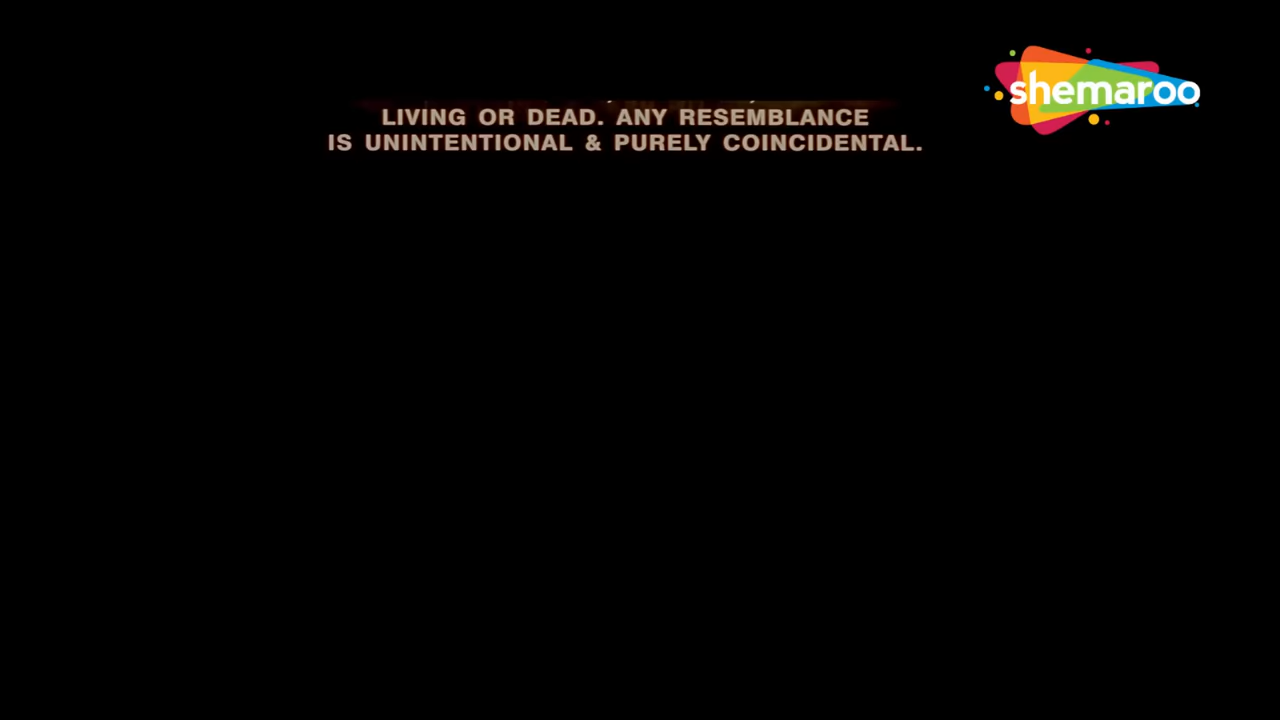 shemaroo
LIVING OR DEAD. ANY RESEMBLANCE
IS UNINTENTIONAL & PURELY COINCIDENTAL.